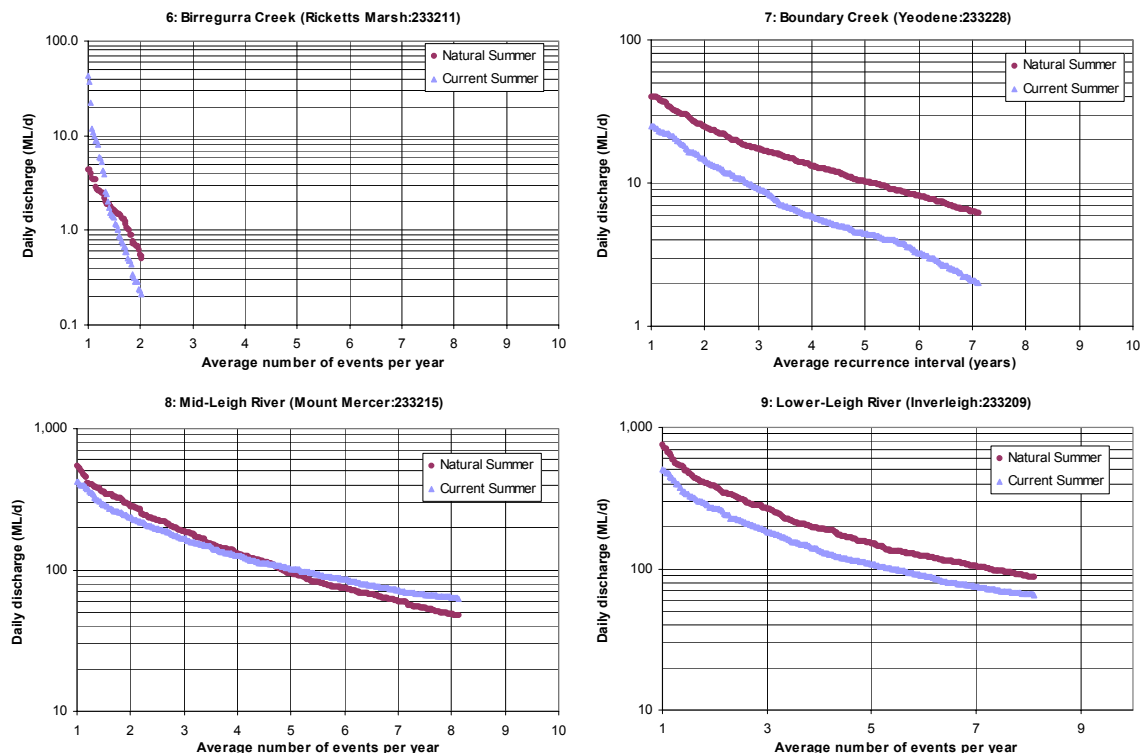 6: Birregurra Creek (Ricketts Marsh:233211)
Daily discharge (ML/d)
100.0
10.0
1.0
0.1
Natural Summer
Current Summer
1 2 3 4 5 6 7 8 9 10
Average number of events per year
7: Boundary Creek (Yeodene:233228)
Daily discharge (ML/d)
100
10
1
Natural Summer
Current Summer
1 2 3 4 5 6 7 8 9 10
Average recurrence interval (years)
8: Mid-Leigh River (Mount Mercer:233215)
Daily discharge (ML/d)
1,000
100
10
Natural Summer
Current Summer
1 2 3 4 5 6 7 8 9 10
Average number of events per year
9: Lower-Leigh River (Inverleigh:233209)
Daily discharge (ML/d)
1,000
100
10
Natural Summer
Current Summer
1 3 5 7 9
Average number of events per year